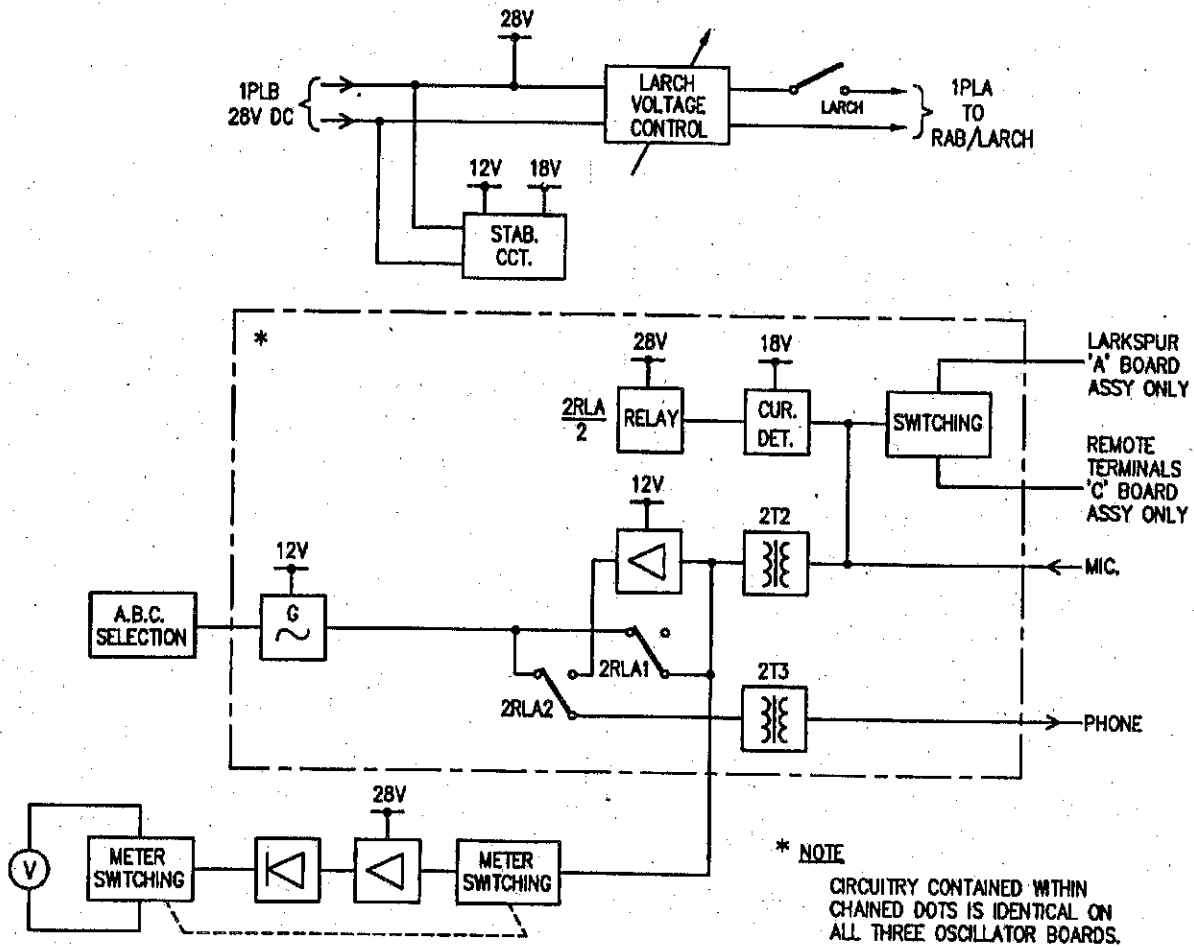 28V
1PLB
28V DC
LARCH
VOLTAGE
CONTROL
LARCH
1PLA
TO
RAB/LARCH
12V
18V
STAB.
CCT.
*
28V
18V
2RLA
2
RELAY
CUR.
DET.
SWITCHING
LARKSPUR
'A' BOARD
ASSY ONLY
REMOTE
TERMINALS
'C' BOARD
ASSY ONLY
12V
2T2
MIC.
12V
A.B.C.
SELECTION
G
2RLA1
2RLA2
2T3
PHONE
28V
V
METER
SWITCHING
METER
SWITCHING
* NOTE
CIRCUITRY CONTAINED WITHIN
CHAINED DOTS IS IDENTICAL ON
ALL THREE OSCILLATOR BOARDS.